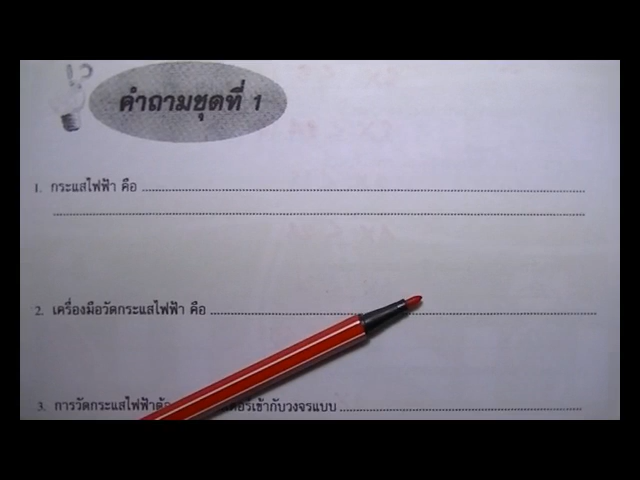 คำถามชุดที่ 1
1. กระแสไฟฟ้า คือ
2. เครื่องมือวัดกระแสไฟฟ้า คือ
3. การวัดกระแสไฟฟ้า เข้ากับวงจรแบบ